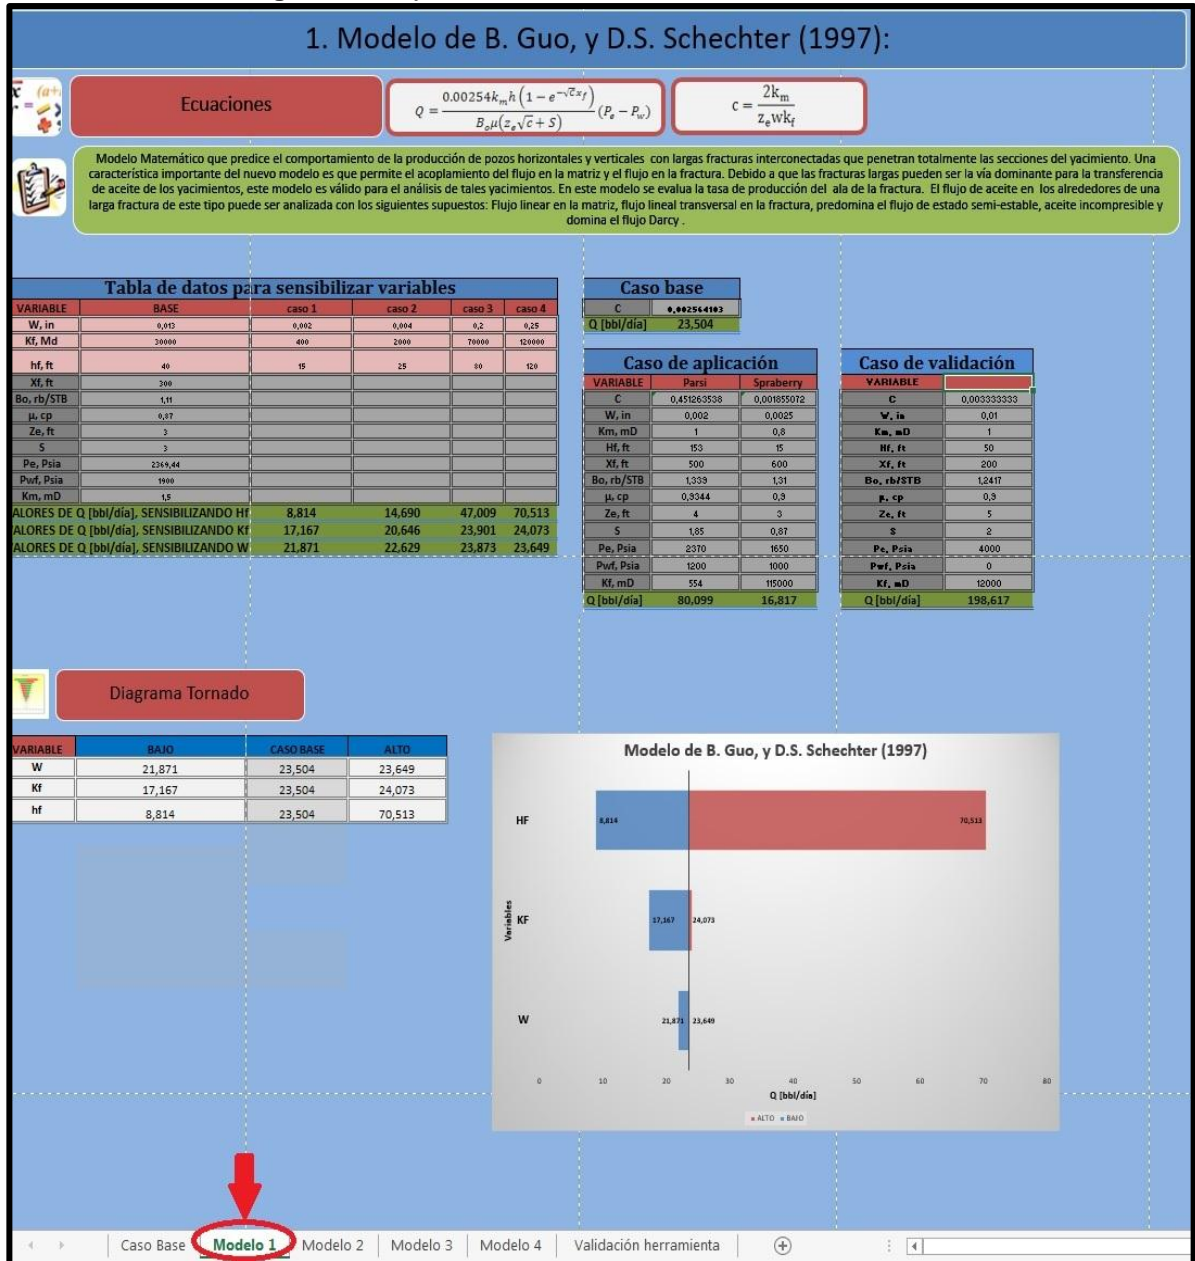 1. Modelo de B. Guo, y D.S. Schechter (1997):
Ecuaciones
Q = 0.00254k_m h (1 − e^{−√c x_f}) / B_o μ(z_e √c + S) (P_e − P_w)
c = 2k_m / z_e wk_f
Modelo Matemático que predice el comportamiento de la producción de pozos horizontales y verticales con largas fracturas interconectadas que penetran totalmente las secciones del yacimiento. Una
característica importante del nuevo modelo es que permite el acoplamiento del flujo en la matriz y el flujo en la fractura. Debido a que las fracturas largas pueden ser la vía dominante para la transferencia
de aceite de los yacimientos, este modelo es válido para el análisis de tales yacimientos. En este modelo se evalua la tasa de producción del ala de la fractura. El flujo de aceite en los alrededores de una
larga fractura de este tipo puede ser analizada con los siguientes supuestos: Flujo linear en la matriz, flujo lineal transversal en la fractura, predomina el flujo de estado semi-estable, aceite incompresible y
domina el flujo Darcy .
Tabla de datos para sensibilizar variables
VARIABLE BASE caso 1 caso 2 caso 3 caso 4
W, in 0,013 0,002 0,004 0,2 0,25
Kf, Md 30000 400 2000 70000 120000
hf, ft 40 15 25 80 120
Xf, ft 300
Bo, rb/STB 1,11
μ, cp 0,87
Ze, ft 3
S 3
Pe, Psia 2369,44
Pwf, Psia 1900
Km, mD 1,5
ALORES DE Q [bbl/día], SENSIBILIZANDO Hf 8,814 14,690 47,009 70,513
ALORES DE Q [bbl/día], SENSIBILIZANDO Kf 17,167 20,646 23,901 24,073
ALORES DE Q [bbl/día], SENSIBILIZANDO W 21,871 22,629 23,873 23,649
Caso base
C 0,002564103
Q [bbl/día] 23,504
Caso de aplicación
VARIABLE Parsi Spraberry
C 0,451263538 0,001855072
W, in 0,002 0,0025
Km, mD 1 0,8
Hf, ft 153 15
Xf, ft 500 600
Bo, rb/STB 1,339 1,31
μ, cp 0,9344 0,9
Ze, ft 4 3
S 1,85 0,87
Pe, Psia 2370 1650
Pwf, Psia 1200 1000
Kf, mD 554 115000
Q [bbl/día] 80,099 16,817
Caso de validación
VARIABLE
C 0,003333333
W, in 0,01
Km, mD 1
Hf, ft 50
Xf, ft 200
Bo, rb/STB 1,2417
μ, cp 0,9
Ze, ft 5
S 2
Pe, Psia 4000
Pwf, Psia 0
Kf, mD 12000
Q [bbl/día] 198,617
Diagrama Tornado
VARIABLE BAJO CASO BASE ALTO
W 21,871 23,504 23,649
Kf 17,167 23,504 24,073
hf 8,814 23,504 70,513
Modelo de B. Guo, y D.S. Schechter (1997)
HF 8,814 70,513
KF 17,167 24,073
Variables
W 21,871 23,649
0 10 20 30 40 50 60 70 80
Q [bbl/día]
ALTO BAJO
Caso Base Modelo 1 Modelo 2 Modelo 3 Modelo 4 Validación herramienta